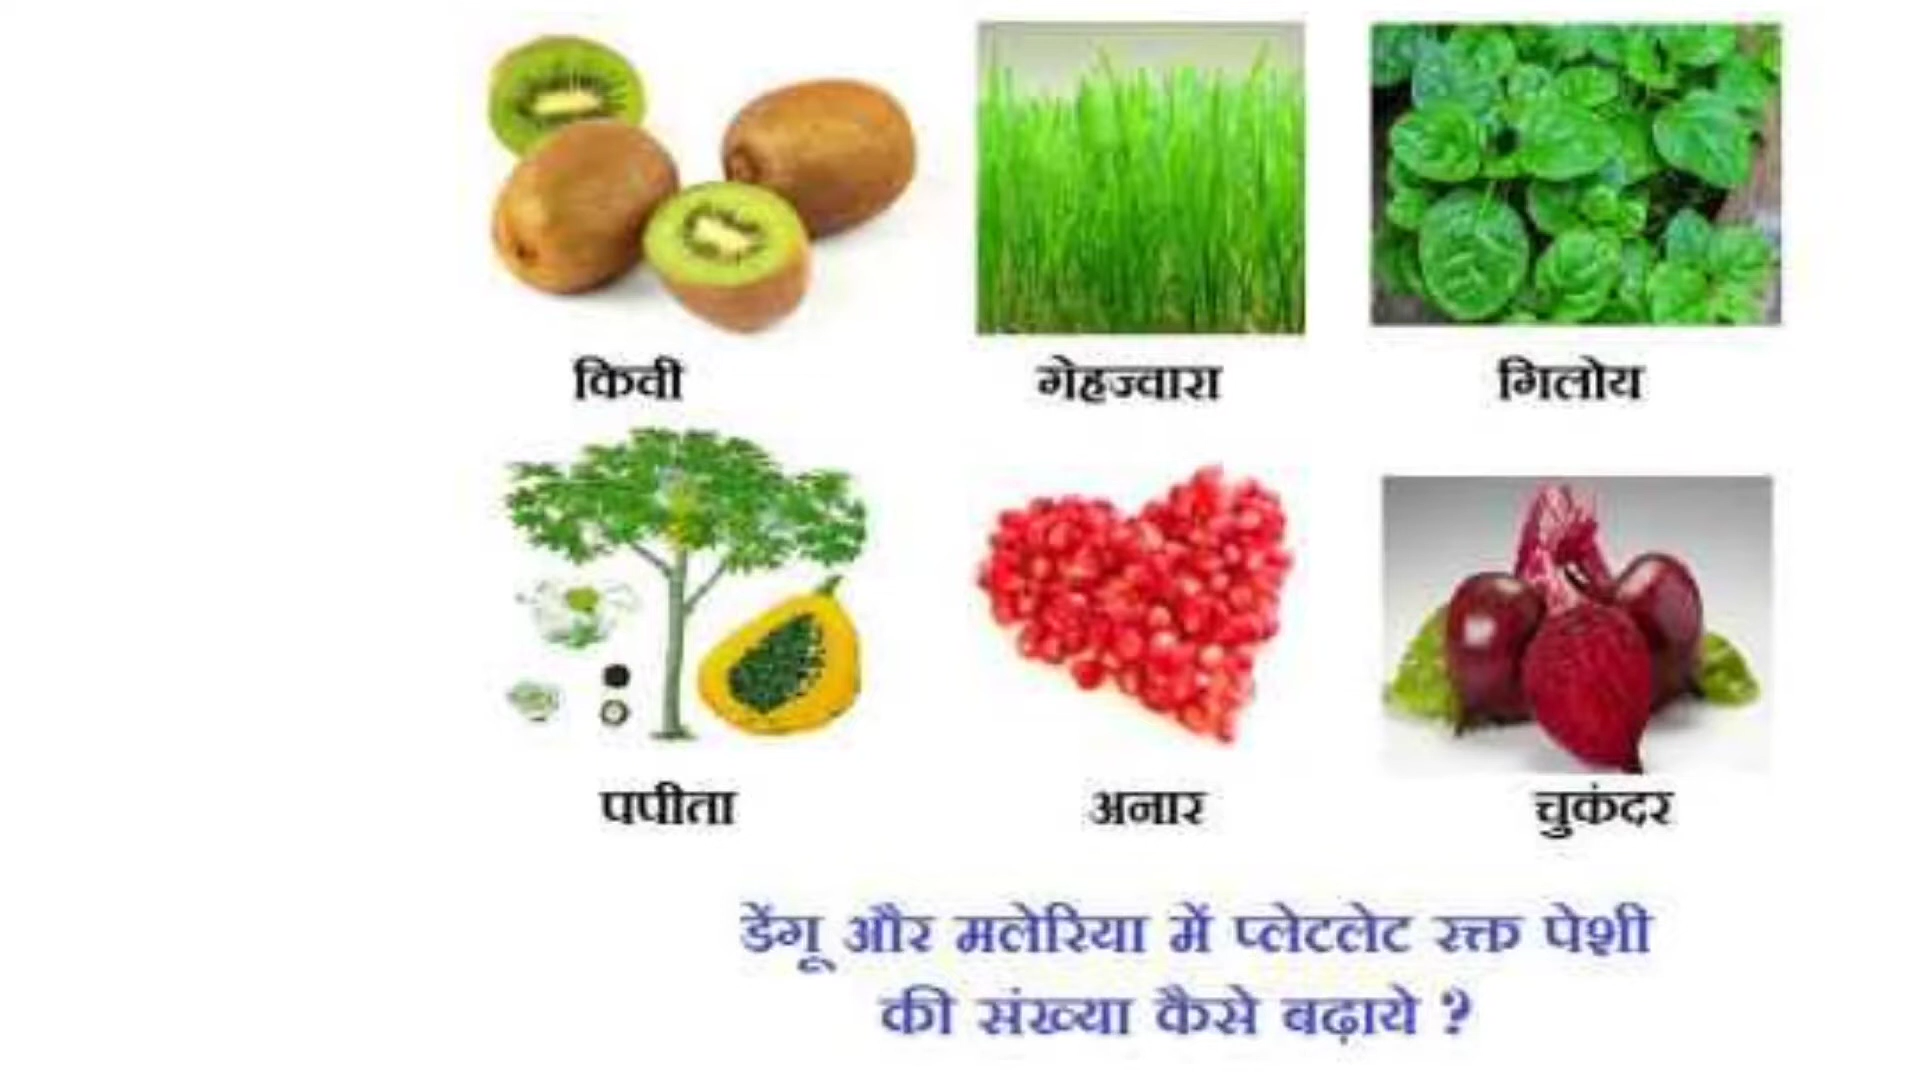 किवी गेहज्वारा गिलोय
पपीता अनार चुकंदर
डेंगू और मलेरिया में प्लेटलेट रक्त पेशी
की संख्या कैसे बढ़ाये ?